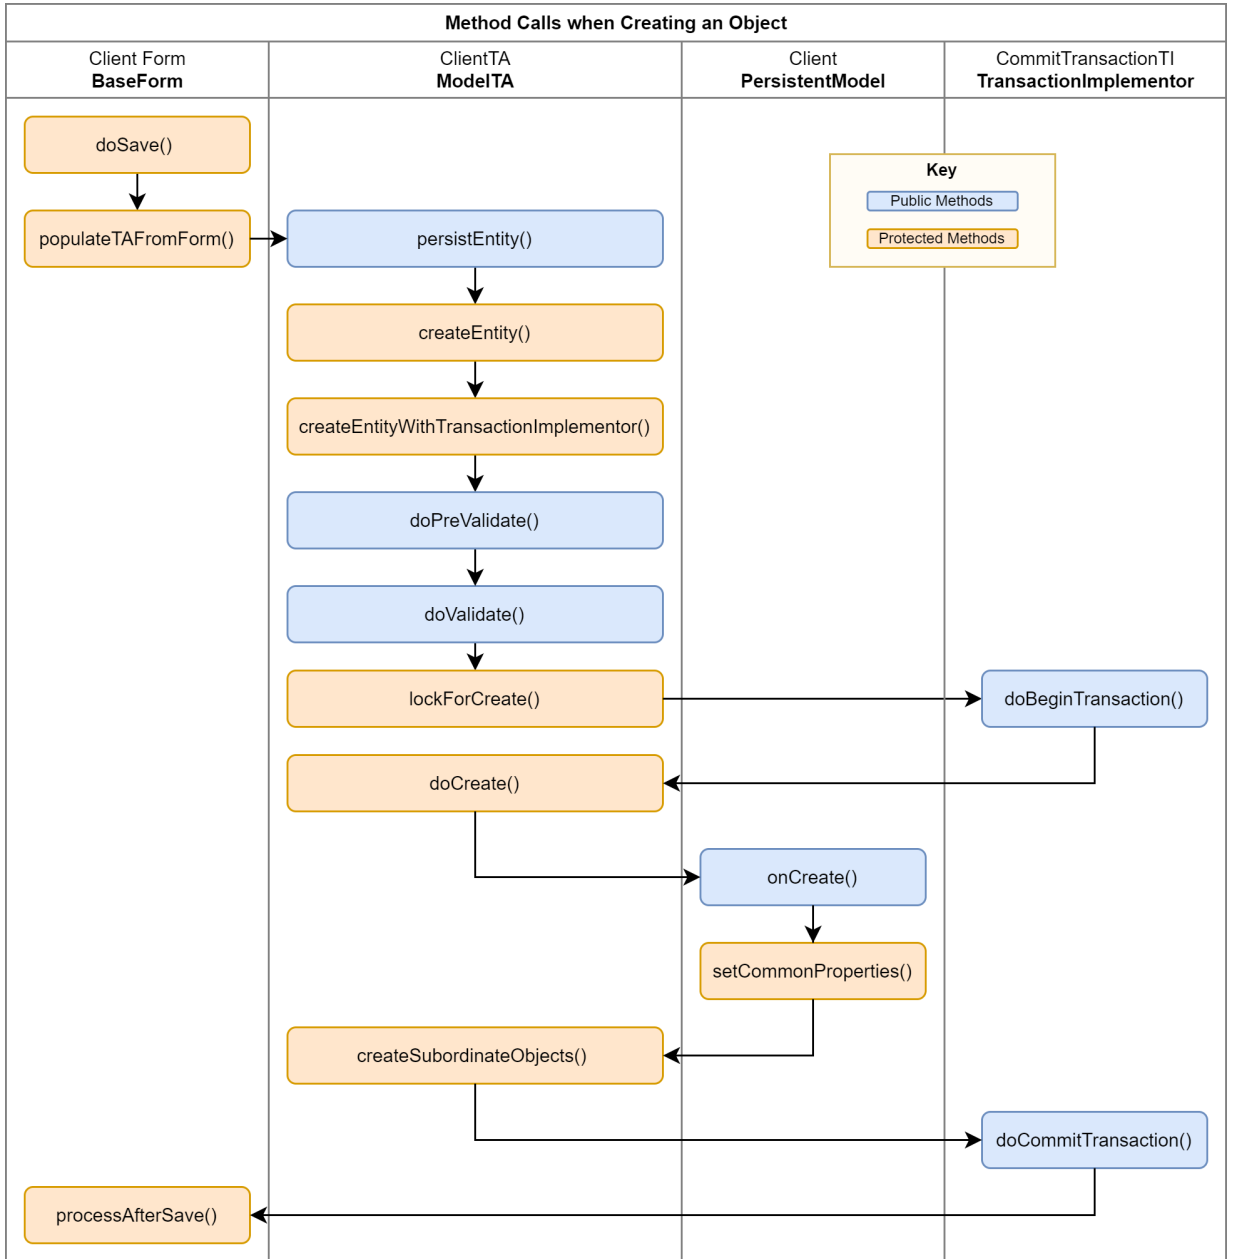 Method Calls when Creating an Object
Client Form
BaseForm
ClientTA
ModelTA
Client
PersistentModel
CommitTransactionTI
TransactionImplementor
doSave()
Key
Public Methods
Protected Methods
populateTAFromForm()
persistEntity()
createEntity()
createEntityWithTransactionImplementor()
doPreValidate()
doValidate()
lockForCreate()
doBeginTransaction()
doCreate()
onCreate()
setCommonProperties()
createSubordinateObjects()
doCommitTransaction()
processAfterSave()